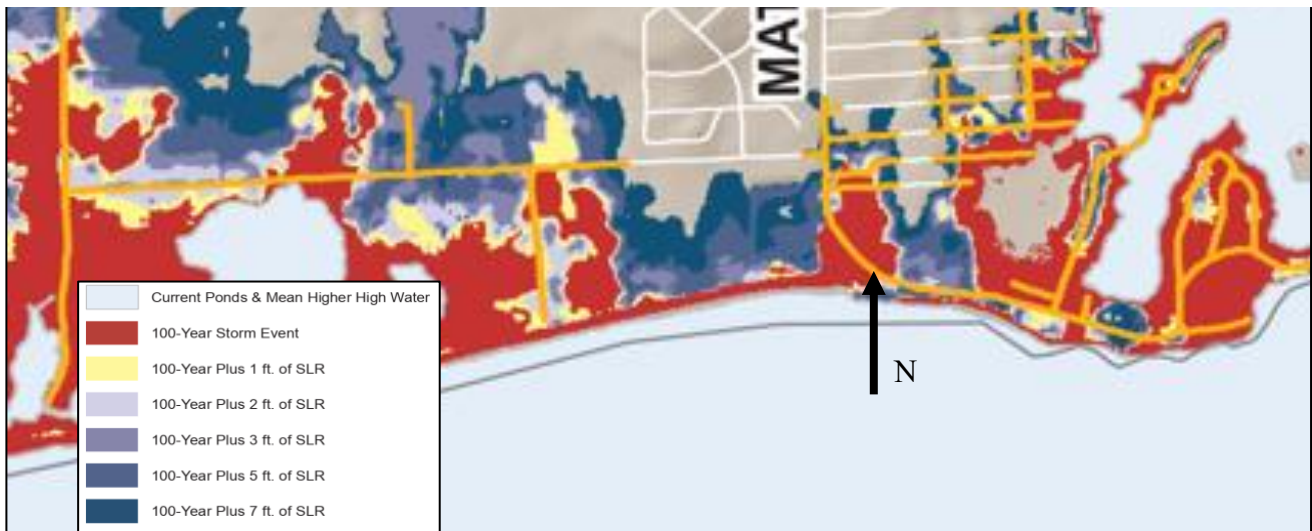 MAT
Current Ponds & Mean Higher High Water
100-Year Storm Event
100-Year Plus 1 ft. of SLR
100-Year Plus 2 ft. of SLR
100-Year Plus 3 ft. of SLR
100-Year Plus 5 ft. of SLR
100-Year Plus 7 ft. of SLR
N